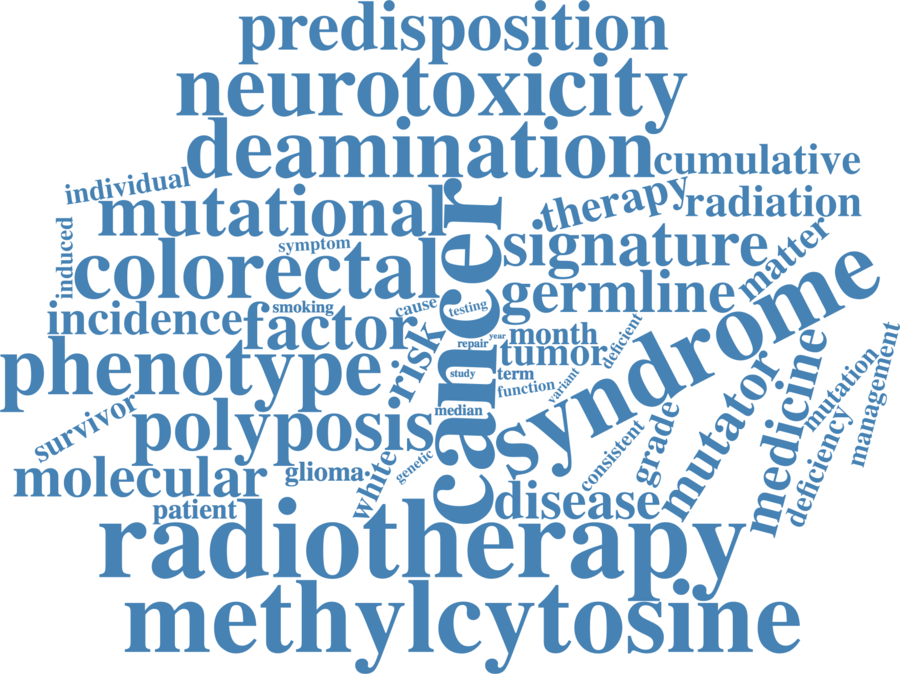 predisposition
neurotoxicity
deamination
cumulative
individual
therapy
radiation
mutational
cancer
induced
symptom
colorectal
signature
matter
germline
syndrome
incidence
smoking
factor
cause
testing
risk
month
repair
year
tumor
deficient
phenotype
study
term
function
variant
medicine
mutation
management
survivor
polyposis
median
consistent
grade
mutator
deficiency
molecular
glioma
white
genetic
disease
patient
radiotherapy
methylcytosine